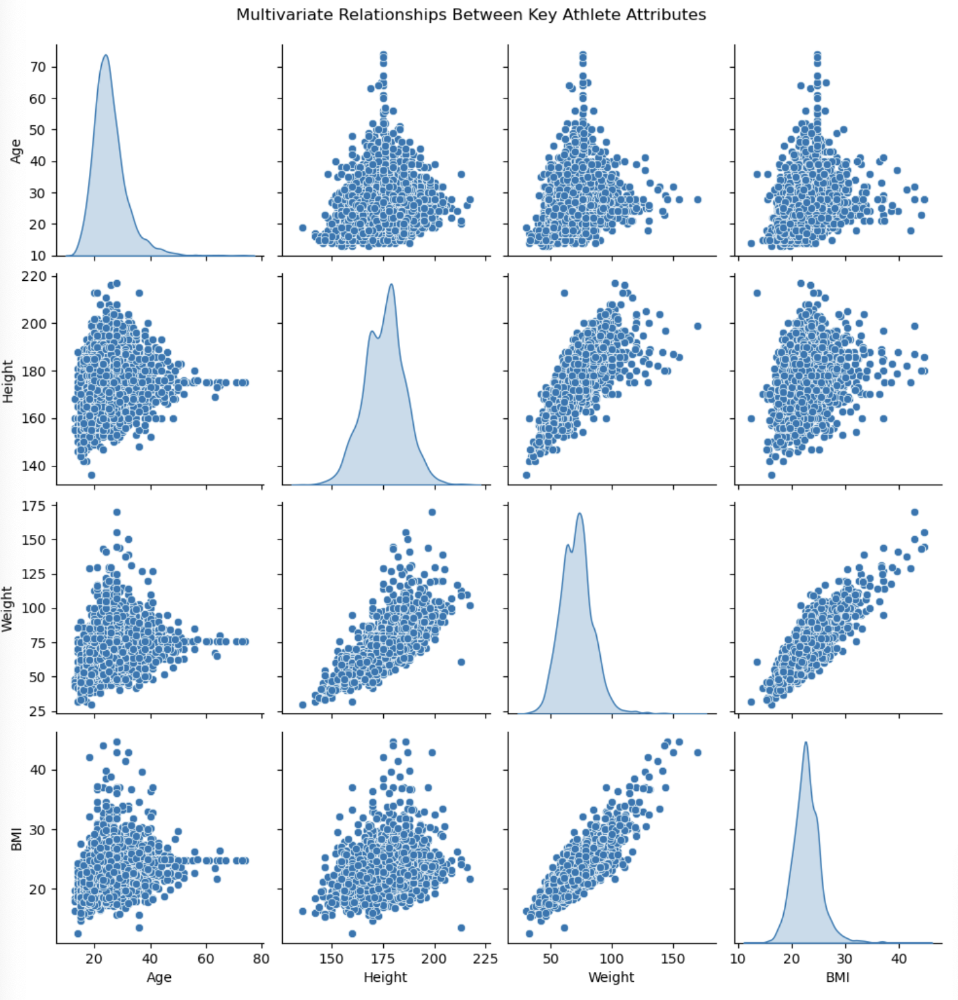 Multivariate Relationships Between Key Athlete Attributes
70
60
50
40
30
20
10
Age
220
200
180
160
140
Height
175
150
125
100
75
50
25
Weight
40
30
20
BMI
20 40 60 80
150 175 200 225
50 100 150
10 20 30 40
Age Height Weight BMI